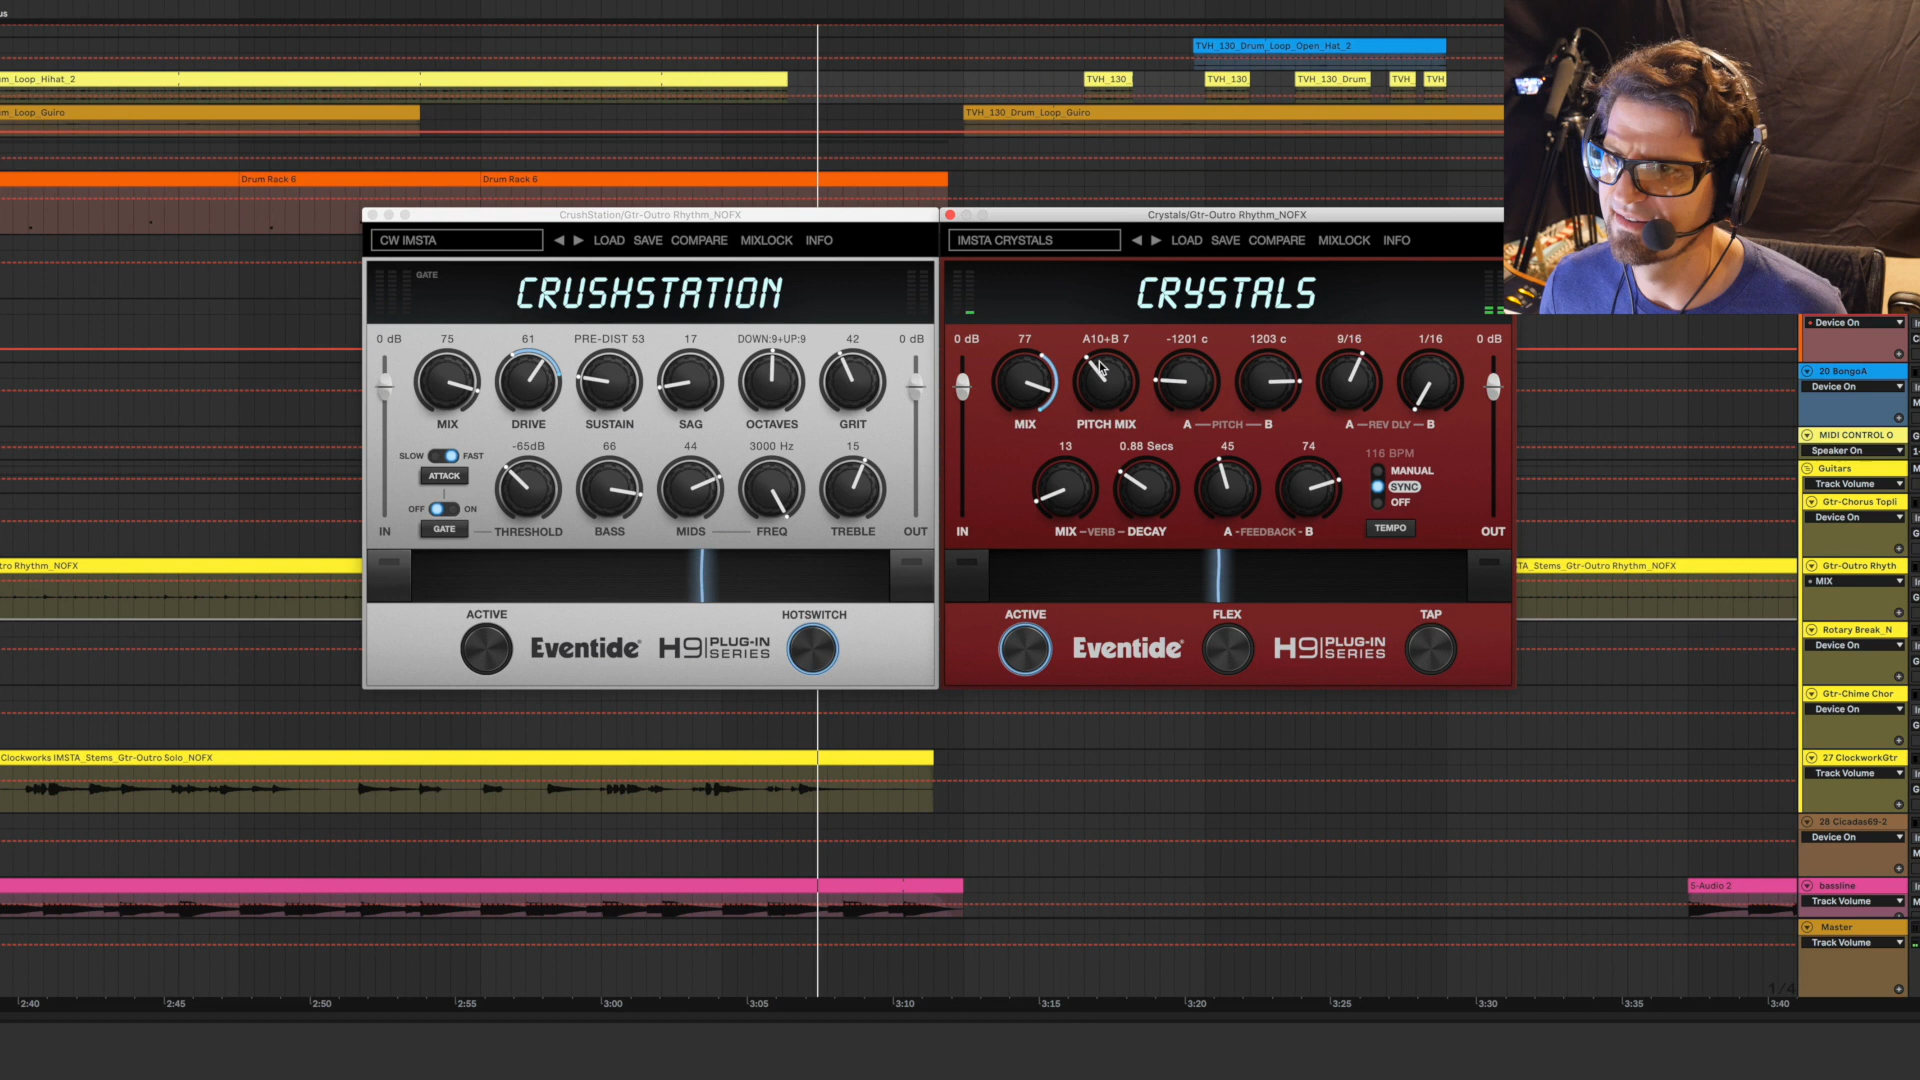 us
TVH_130_Drum_Loop_Open_Hat_2
m_Loop_Hihat_2
TVH_130_
TVH_130
TVH_130_Drum_
TVH_
TVH
m_Loop_Guiro
TVH_130_Drum_Loop_Guiro
Drum Rack 6
Drum Rack 6
CrushStation/Gtr-Outro Rhythm_NOFX
CW IMSTA
LOAD SAVE COMPARE MIXLOCK INFO
GATE
CRUSHSTATION
0 dB 75 61 PRE-DIST 53 17 DOWN:9+UP:9 42 0 dB
MIX DRIVE SUSTAIN SAG OCTAVES GRIT
-65dB 66 44 3000 Hz 15
SLOW FAST
ATTACK
OFF ON
GATE
IN THRESHOLD BASS MIDS FREQ TREBLE OUT
ACTIVE HOTSWITCH
Eventide H9 PLUG-IN SERIES
Crystals/Gtr-Outro Rhythm_NOFX
IMSTA CRYSTALS
LOAD SAVE COMPARE MIXLOCK INFO
CRYSTALS
0 dB 77 A10+B 7 -1201 c 1203 c 9/16 1/16 0 dB
MIX PITCH MIX A PITCH B A REV DLY B
13 0.88 Secs 45 74
116 BPM
MANUAL
SYNC
OFF
TEMPO
IN MIX -VERB- DECAY A -FEEDBACK- B OUT
ACTIVE FLEX TAP
Eventide H9 PLUG-IN SERIES
Device On
20 BongoA
Device On
MIDI CONTROL O
Speaker On
Guitars
Track Volume
Gtr-Chorus Topli
Device On
tro Rhythm_NOFX
TA_Stems_Gtr-Outro Rhythm_NOFX
Gtr-Outro Rhyth
MIX
Rotary Break_N
Device On
Gtr-Chime Chor
Device On
Clockworks IMSTA_Stems_Gtr-Outro Solo_NOFX
27 ClockworkGtr
Track Volume
28 Cicadas69-2
Device On
5-Audio 2
bassline
Track Volume
Master
Track Volume
1/4
2:40 2:45 2:50 2:55 3:00 3:05 3:10 3:15 3:20 3:25 3:30 3:35 3:40